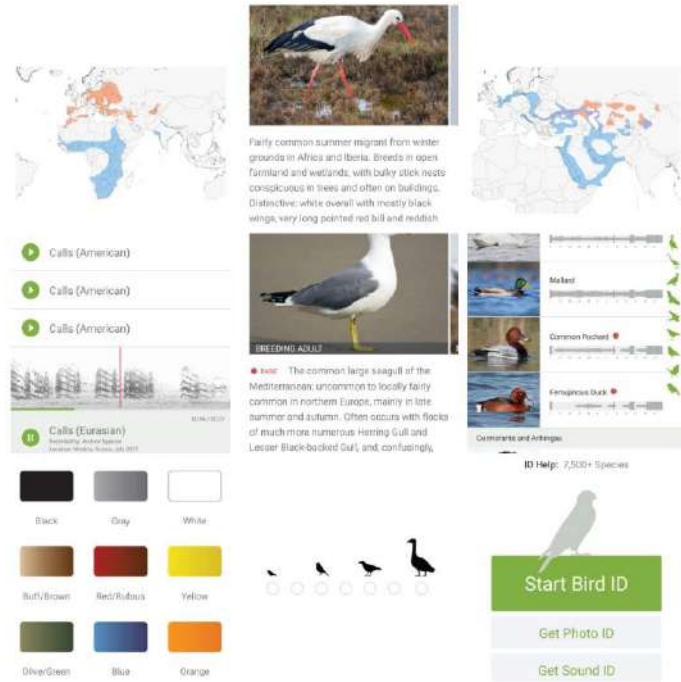 Fairly common summer migrant from winter
grounds in Africa and Iberia. Breeds in open
farmland and wetlands, with bulky stick nests
conspicuous in trees and often on buildings.
Distinctive: white overall with mostly black
wings, very long pointed red bill and reddish
Calls (American)
Calls (American)
Calls (American)
Calls (Eurasian)
BREEDING ADULT
RARE The common large seagull of the
Mediterranean; uncommon to locally fairly
common in northern Europe, mainly in late
summer and autumn. Often occurs with flocks
of much more numerous Herring Gull and
Lesser Black-backed Gull, and, confusingly,
Mallard
Common Pochard
Ferruginous Duck
Cormorants and Anhingas
ID Help: 7,500+ Species
Black
Gray
White
Buff/Brown
Red/Rufous
Yellow
Olive/Green
Blue
Orange
Start Bird ID
Get Photo ID
Get Sound ID